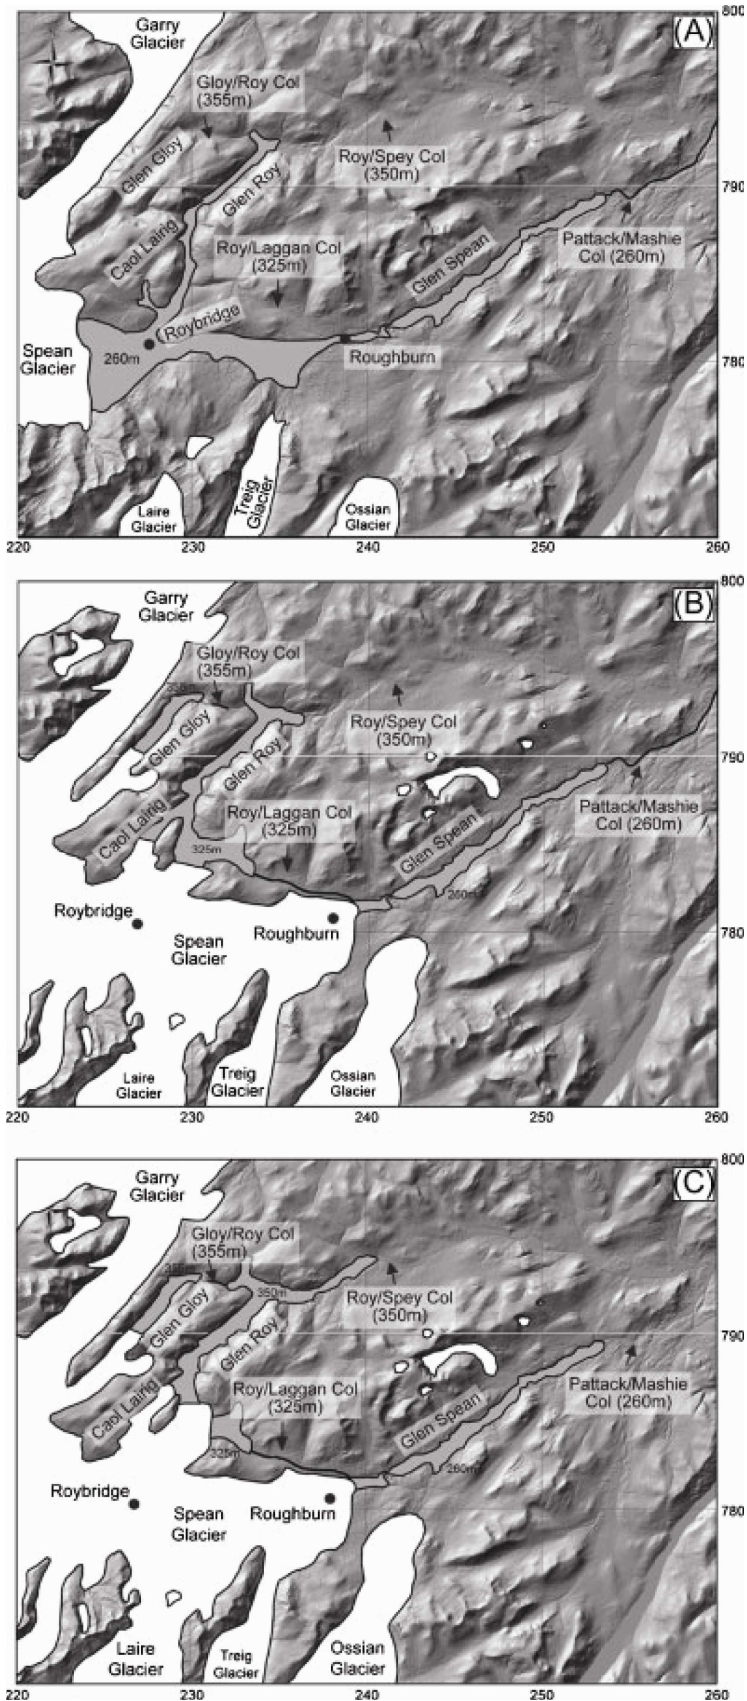 (A)
800
Garry
Glacier
Gloy/Roy Col
(355m)
Glen Gloy
Glen Roy
Roy/Spey Col
(350m)
790
Caol Lairig
Roy/Laggan Col
(325m)
Glen Spean
Pattack/Mashie
Col (260m)
Roybridge
Spean
Glacier
260m
Roughburn
780
Laire
Glacier
Treig
Glacier
Ossian
Glacier
220
230
240
250
260
(B)
800
Garry
Glacier
Gloy/Roy Col
(355m)
355m
Glen Gloy
Glen Roy
Roy/Spey Col
(350m)
790
Caol Lairig
Roy/Laggan Col
(325m)
Glen Spean
Pattack/Mashie
Col (260m)
325m
260m
Roybridge
Spean
Glacier
Roughburn
780
Laire
Glacier
Treig
Glacier
Ossian
Glacier
220
230
240
250
260
(C)
800
Garry
Glacier
Gloy/Roy Col
(355m)
355m
350m
Glen Gloy
Glen Roy
Roy/Spey Col
(350m)
790
Caol Lairig
Roy/Laggan Col
(325m)
Glen Spean
Pattack/Mashie
Col (260m)
325m
260m
Roybridge
Spean
Glacier
Roughburn
780
Laire
Glacier
Treig
Glacier
Ossian
Glacier
220
230
240
250
260